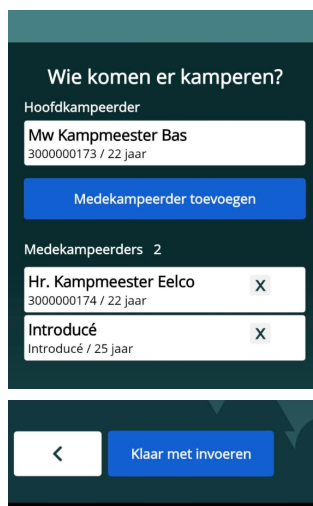 Wie komen er kamperen?
Hoofdkampeerder
Mw Kampmeester Bas
3000000173 / 22 jaar
Medekampeerder toevoegen
Medekampeerders 2
Hr. Kampmeester Eelco X
3000000174 / 22 jaar
Introducé X
Introducé / 25 jaar
< Klaar met invoeren